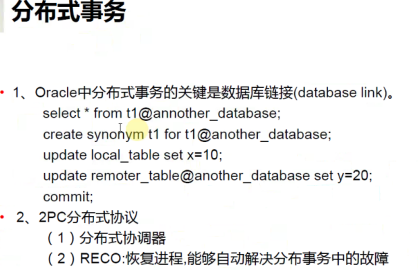 分布式事务
• 1、Oracle中分布式事务的关键是数据库链接(database link)。
select * from t1@annother_database;
create synonym t1 for t1@another_database;
update local_table set x=10;
update remoter_table@another_database set y=20;
commit;
• 2、2PC分布式协议
（1）分布式协调器
（2）RECO:恢复进程,能够自动解决分布事务中的故障